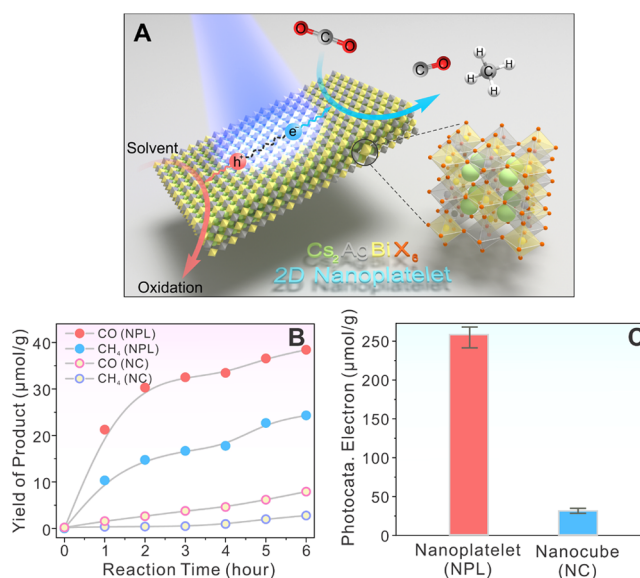 A
O C O
C O
H
H C H
H
Solvent
h
e
Oxidation
Cs₂AgBiX₆
2D Nanoplatelet
B
Yield of Product (μmol/g)
40
30
20
10
0
CO (NPL)
CH₄ (NPL)
CO (NC)
CH₄ (NC)
0 1 2 3 4 5 6
Reaction Time (hour)
C
Photocata. Electron (μmol/g)
250
200
150
100
50
0
Nanoplatelet
(NPL)
Nanocube
(NC)